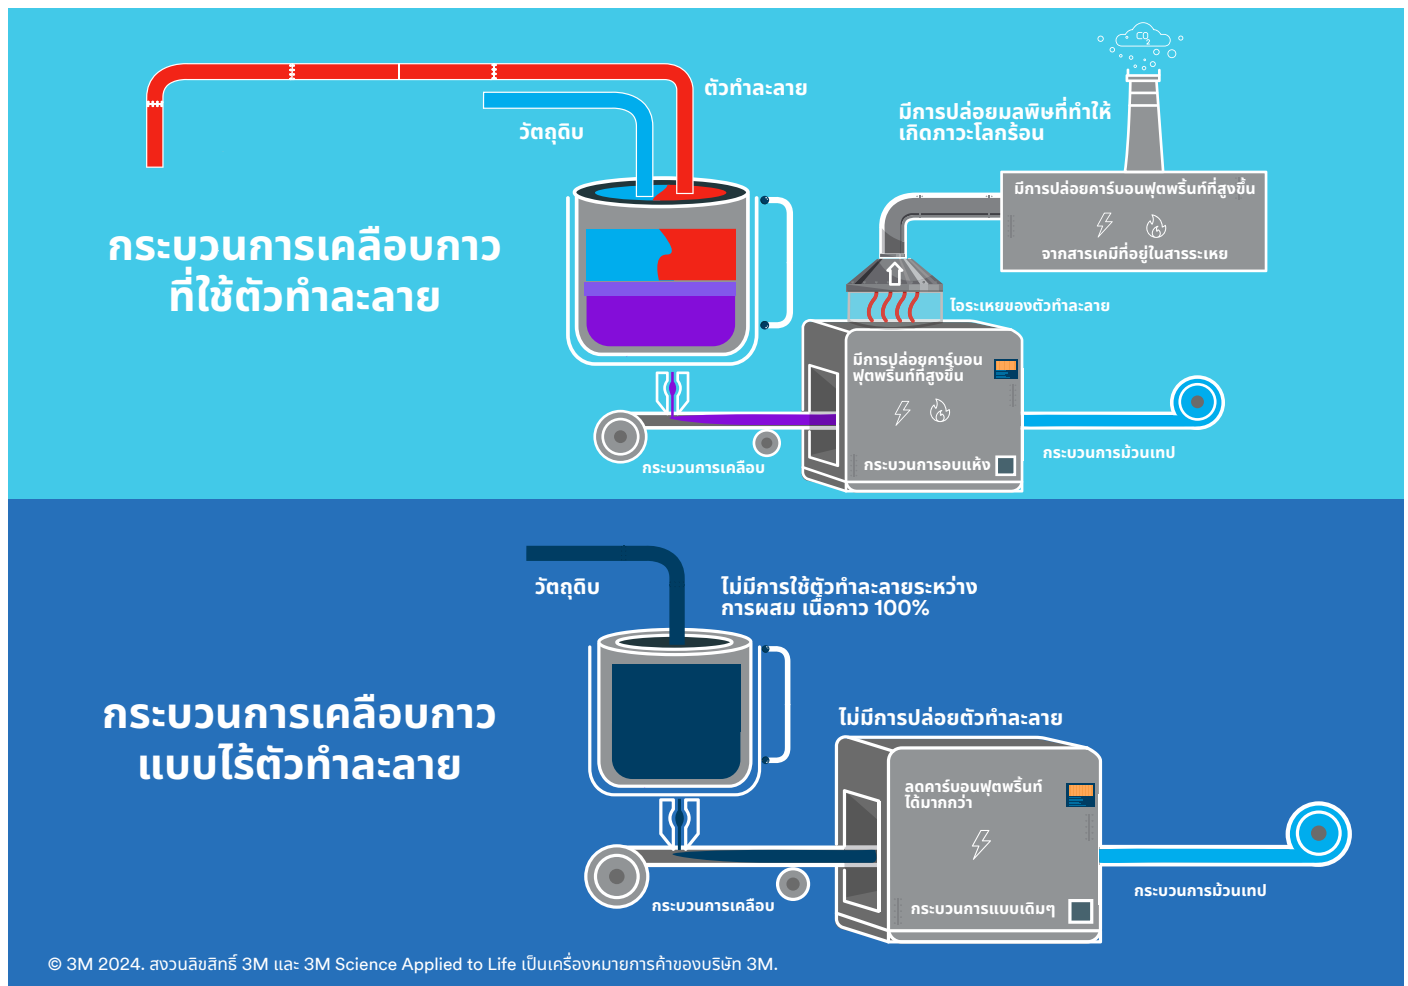 ตัวทำละลาย
วัตถุดิบ
CO2
มีการปล่อยมลพิษที่ทำให้
เกิดภาวะโลกร้อน
มีการปล่อยคาร์บอนฟุตพริ้นท์ที่สูงขึ้น
จากสารเคมีที่อยู่ในสารระเหย
กระบวนการเคลือบกาว
ที่ใช้ตัวทำละลาย
ไอระเหยของตัวทำละลาย
มีการปล่อยคาร์บอน
ฟุตพริ้นท์ที่สูงขึ้น
กระบวนการเคลือบ
กระบวนการอบแห้ง
กระบวนการม้วนเทป
วัตถุดิบ
ไม่มีการใช้ตัวทำละลายระหว่าง
การผสม เนื้อกาว 100%
กระบวนการเคลือบกาว
แบบไร้ตัวทำละลาย
ไม่มีการปล่อยตัวทำละลาย
ลดคาร์บอนฟุตพริ้นท์
ได้มากกว่า
กระบวนการเคลือบ
กระบวนการแบบเดิมๆ
กระบวนการม้วนเทป
© 3M 2024. สงวนลิขสิทธิ์ 3M และ 3M Science Applied to Life เป็นเครื่องหมายการค้าของบริษัท 3M.